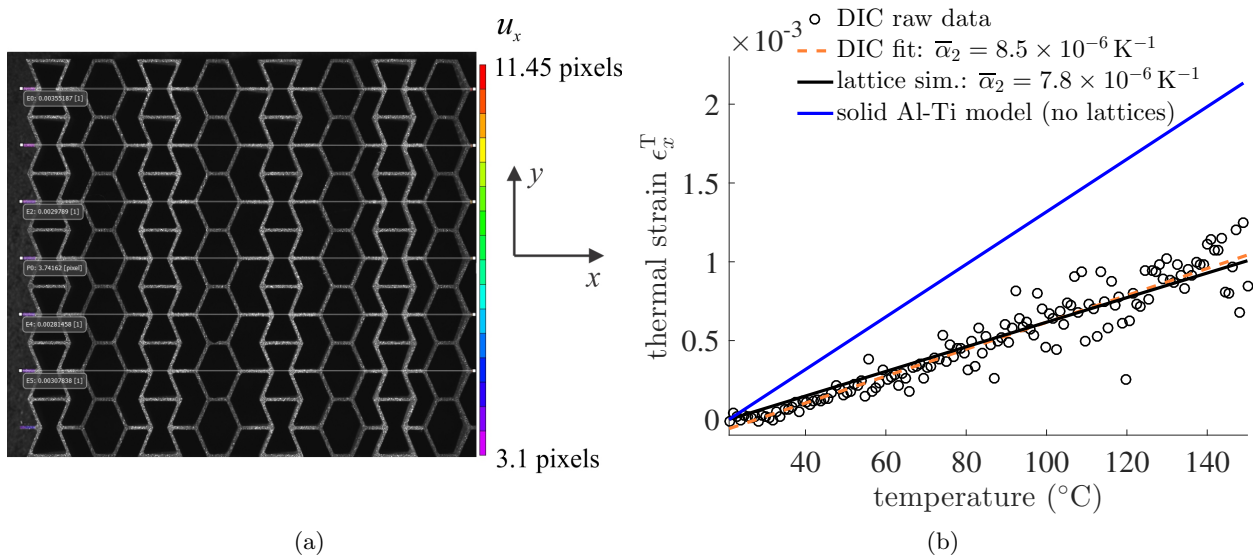 u_x
11.45 pixels
E0: 0.00355187 [1]
E2: 0.0029789 [1]
P0: 3.74162 [pixel]
E4: 0.00281458 [1]
E5: 0.00307838 [1]
3.1 pixels
y
x
(a)
×10⁻³
DIC raw data
DIC fit: α̅₂ = 8.5 × 10⁻⁶ K⁻¹
lattice sim.: α̅₂ = 7.8 × 10⁻⁶ K⁻¹
solid Al-Ti model (no lattices)
thermal strain ϵₓᵀ
2
1.5
1
0.5
0
40 60 80 100 120 140
temperature (°C)
(b)